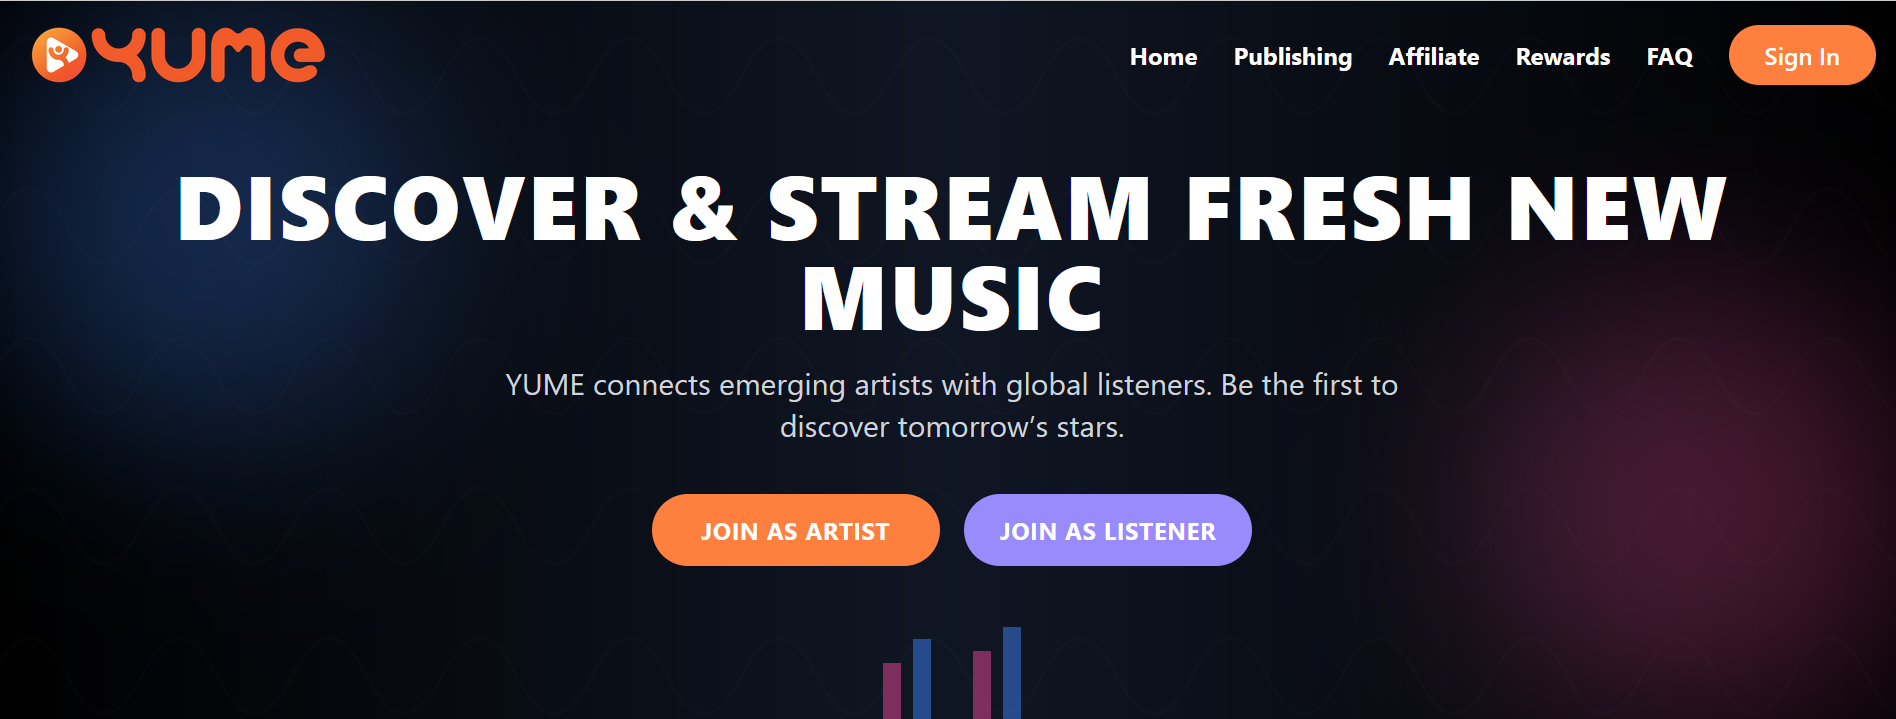 YUME
Home Publishing Affiliate Rewards FAQ Sign In
DISCOVER & STREAM FRESH NEW
MUSIC
YUME connects emerging artists with global listeners. Be the first to
discover tomorrow’s stars.
JOIN AS ARTIST JOIN AS LISTENER